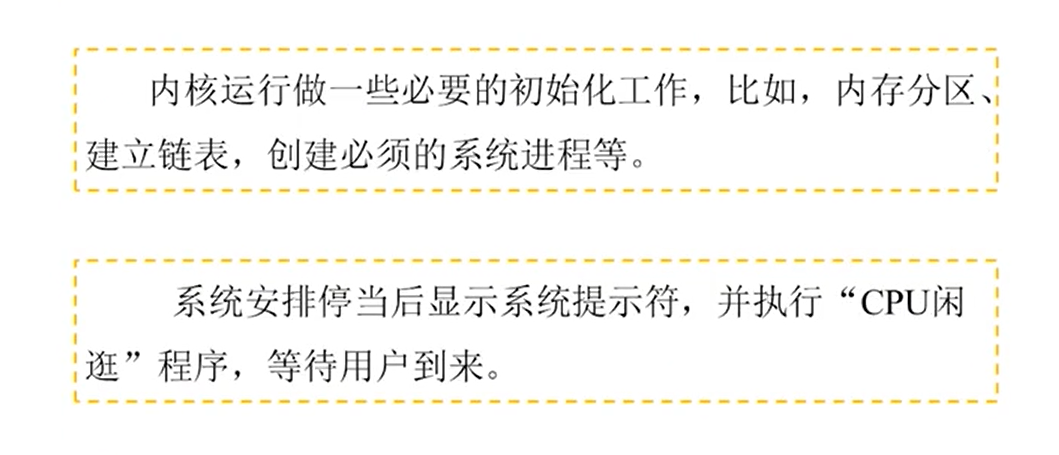 内核运行做一些必要的初始化工作，比如，内存分区、
建立链表，创建必须的系统进程等。
系统安排停当后显示系统提示符，并执行“CPU闲
逛”程序，等待用户到来。